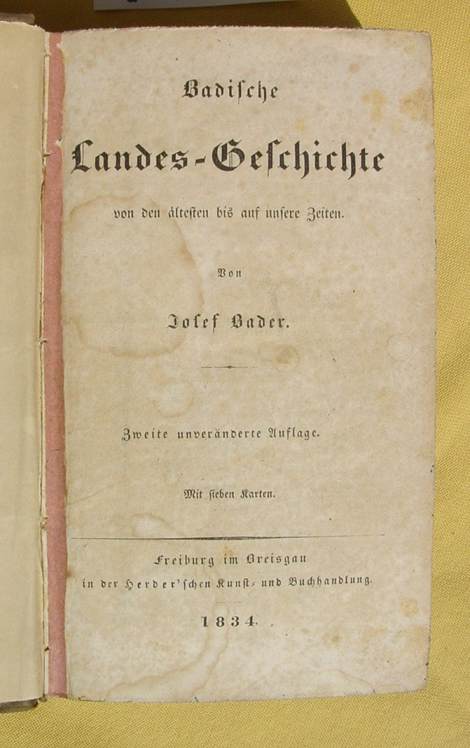 Badiſche
Landes-Geſchichte
von den älteſten bis auf unſere Zeiten.
Von
Joſef Bader.
Zweite unveränderte Auflage.
Mit ſieben Karten.
Freiburg im Breisgau
in der Herder'ſchen Kunſt- und Buchhandlung.
1834.